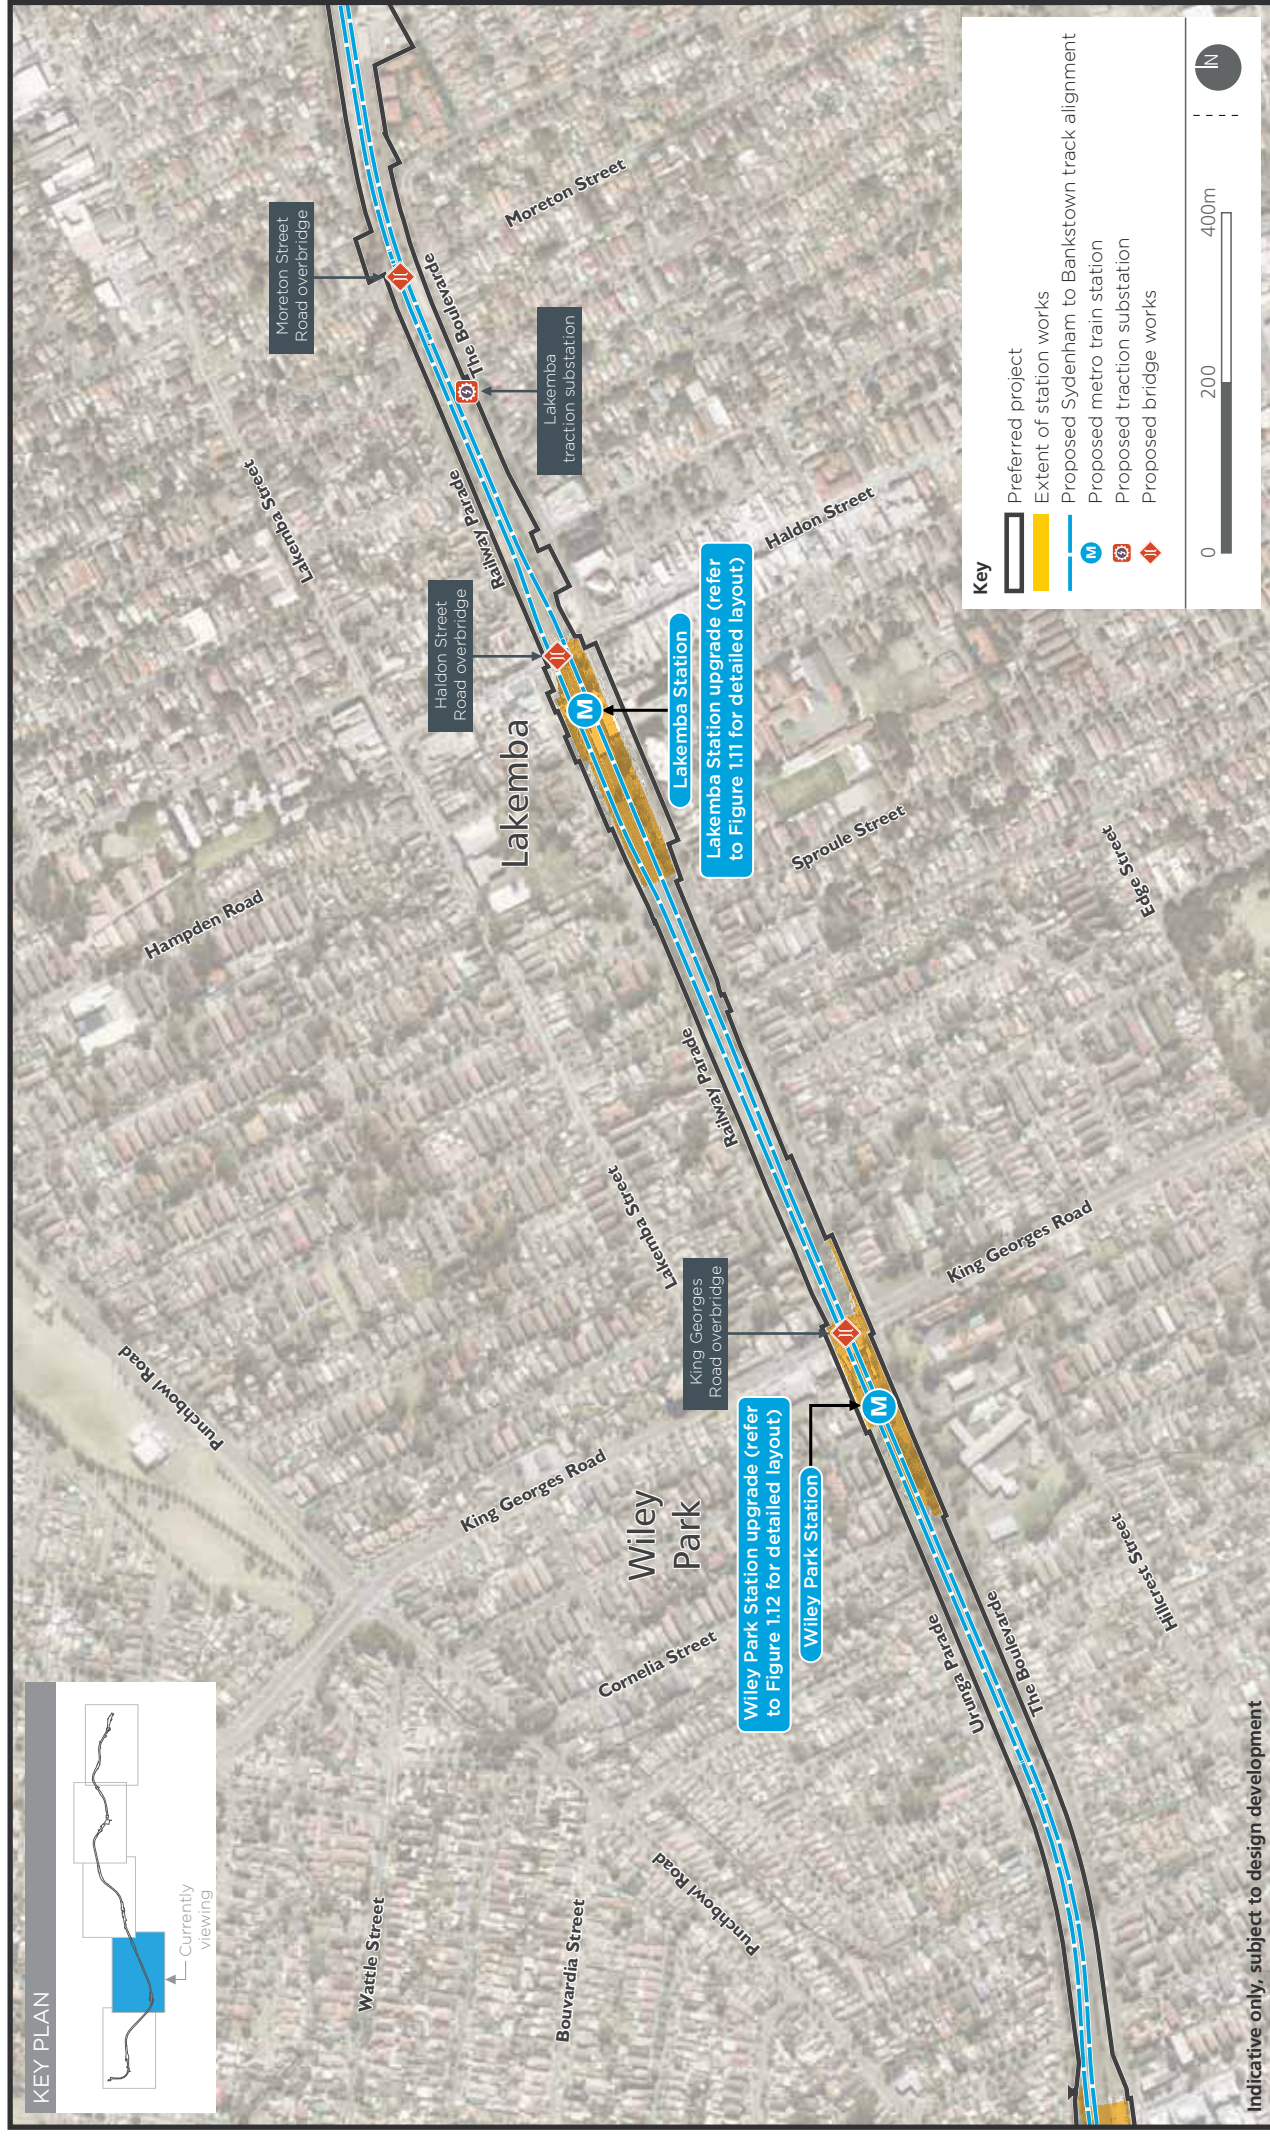 KEY PLAN
Currently
viewing
Punchbowl Road
Hampden Road
Lakemba Street
Moreton Street
Road overbridge
Wattle Street
King Georges Road
Lakemba
Haldon Street
Road overbridge
Railway Parade
The Boulevarde
Moreton Street
Lakemba
traction substation
Bouvardia Street
Cornelia Street
Wiley
Park
Lakemba Street
King Georges
Road overbridge
Railway Parade
Lakemba Station
Lakemba Station upgrade (refer
to Figure 1.11 for detailed layout)
Haldon Street
Punchbowl Road
Wiley Park Station upgrade (refer
to Figure 1.12 for detailed layout)
Wiley Park Station
Sproule Street
Urunga Parade
The Boulevarde
King Georges Road
Hillcrest Street
Edge Street
Key
Preferred project
Extent of station works
Proposed Sydenham to Bankstown track alignment
M
Proposed metro train station
Proposed traction substation
Proposed bridge works
0 200 400m
N
M
M
Indicative only, subject to design development